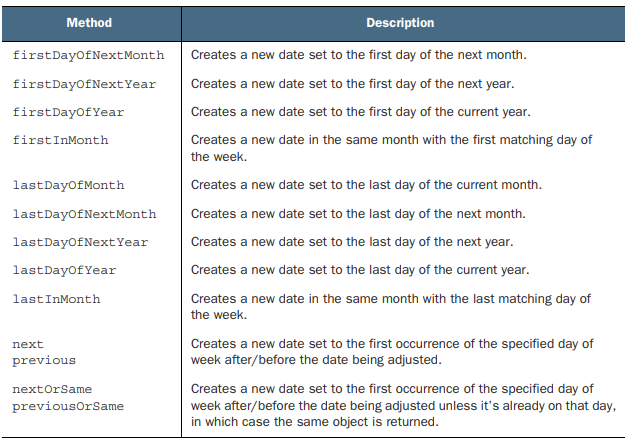 Method Description
firstDayOfNextMonth Creates a new date set to the first day of the next month.
firstDayOfNextYear Creates a new date set to the first day of the next year.
firstDayOfYear Creates a new date set to the first day of the current year.
firstInMonth Creates a new date in the same month with the first matching day of
the week.
lastDayOfMonth Creates a new date set to the last day of the current month.
lastDayOfNextMonth Creates a new date set to the last day of the next month.
lastDayOfNextYear Creates a new date set to the last day of the next year.
lastDayOfYear Creates a new date set to the last day of the current year.
lastInMonth Creates a new date in the same month with the last matching day of
the week.
next Creates a new date set to the first occurrence of the specified day of
previous week after/before the date being adjusted.
nextOrSame Creates a new date set to the first occurrence of the specified day of
previousOrSame week after/before the date being adjusted unless it’s already on that day,
in which case the same object is returned.